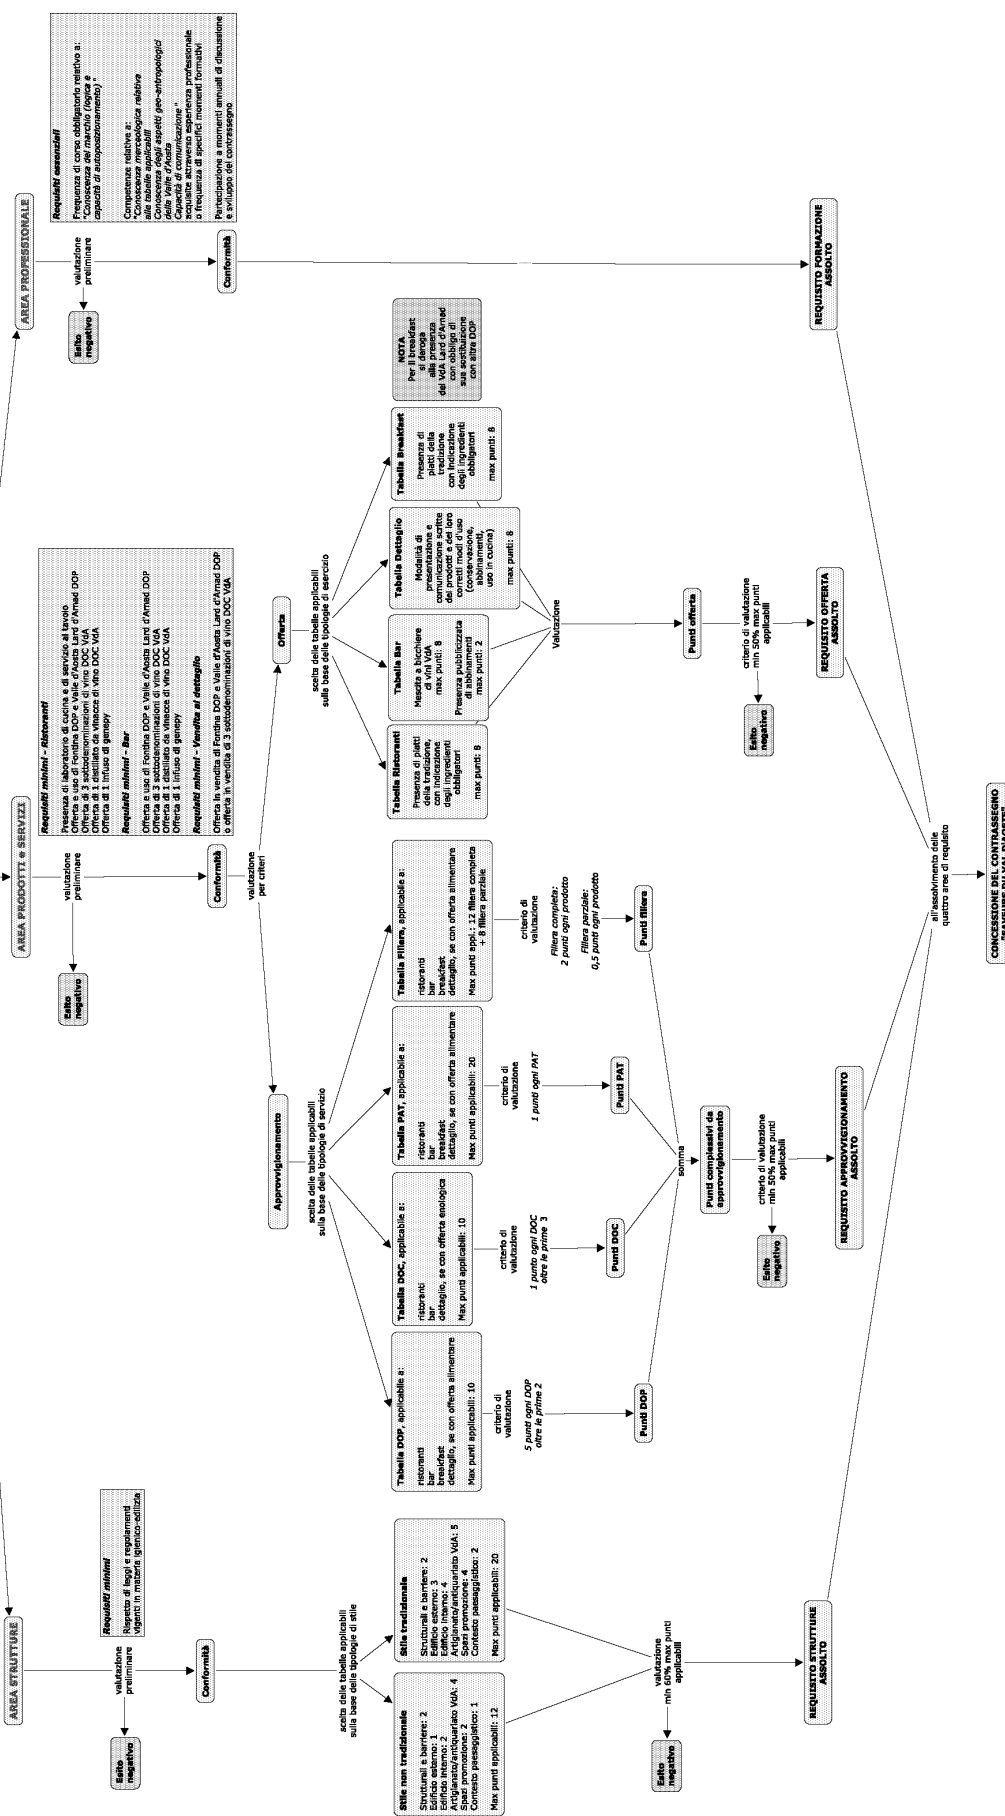 AREA STRUTTURE
valutazione
preliminare
Requisiti minimi
Rispetto di leggi e regolamenti
vigenti in materia igienico-edilizia
Esito
negativo
Conformità
scelta delle tabelle applicabili
sulla base delle tipologie di stile
Stile non tradizionale
Strutturali e barriere: 2
Edificio esterno: 1
Edificio interno: 2
Artigianato/antiquariato VdA: 4
Spazi promozione: 2
Contesto paesaggistico: 1
Max punti applicabili: 12
Stile tradizionale
Strutturali e barriere: 2
Edificio esterno: 3
Edificio interno: 4
Artigianato/antiquariato VdA: 5
Spazi promozione: 4
Contesto paesaggistico: 2
Max punti applicabili: 20
valutazione
min 60% max punti
applicabili
Esito
negativo
REQUISITO STRUTTURE
ASSOLTO
AREA PRODOTTI e SERVIZI
valutazione
preliminare
Esito
negativo
Requisiti minimi - Ristoranti
Presenza di laboratorio di cucina e di servizio al tavolo
Offerta e uso di Fontina DOP e Valle d'Aosta Lard d'Arnad DOP
Offerta di 3 sottodenominazioni di vino DOC VdA
Offerta di 1 distillato da vinacce di vino DOC VdA
Offerta di 1 infuso di genepy
Requisiti minimi - Bar
Offerta e uso di Fontina DOP e Valle d'Aosta Lard d'Arnad DOP
Offerta di 3 sottodenominazioni di vino DOC VdA
Offerta di 1 distillato da vinacce di vino DOC VdA
Offerta di 1 infuso di genepy
Requisiti minimi - Vendita al dettaglio
Offerta in vendita di Fontina DOP e Valle d'Aosta Lard d'Arnad DOP
o offerta in vendita di 3 sottodenominazioni di vino DOC VdA
Conformità
valutazione
per criteri
Approvvigionamento
scelta delle tabelle applicabili
sulla base delle tipologie di servizio
Tabella DOP, applicabile a:
ristoranti
bar
breakfast
dettaglio, se con offerta alimentare
Max punti applicabili: 10
criterio di
valutazione
5 punti ogni DOP
oltre le prime 2
Punti DOP
Tabella DOC, applicabile a:
ristoranti
bar
dettaglio, se con offerta enologica
Max punti applicabili: 10
criterio di
valutazione
1 punto ogni DOC
oltre le prime 3
Punti DOC
Tabella PAT, applicabile a:
ristoranti
bar
breakfast
dettaglio, se con offerta alimentare
Max punti applicabili: 20
criterio di
valutazione
1 punti ogni PAT
Punti PAT
Tabella Filiera, applicabile a:
ristoranti
bar
breakfast
dettaglio, se con offerta alimentare
Max punti appl.: 12 filiera completa
+ 8 filiera parziale
criterio di
valutazione
Filiera completa:
2 punti ogni prodotto
Filiera parziale:
0,5 punti ogni prodotto
Punti filiera
somma
Punti complessivi da
approvvigionamento
criterio di valutazione
min 50% max punti
applicabili
Esito
negativo
REQUISITO APPROVVIGIONAMENTO
ASSOLTO
Offerta
scelta delle tabelle applicabili
sulla base delle tipologie di esercizio
Tabella Ristoranti
Presenza di piatti
della tradizione,
con indicazione
degli ingredienti
obbligatori
max punti: 8
Tabella Bar
Mescita a bicchiere
di vini VdA
max punti: 8
Presenza pubblicizzata
di abbinamenti
max punti: 2
Tabella Dettaglio
Modalità di
presentazione e
comunicazione scritte
dei prodotti e dei loro
corretti modi d'uso
(conservazione,
abbinamenti,
uso in cucina)
max punti: 8
Tabella Breakfast
Presenza di
piatti della
tradizione
con indicazione
degli ingredienti
obbligatori
max punti: 8
NOTA
Per il breakfast
si deroga
alla presenza
del VdA Lard d'Arnad
con obbligo di
sua sostituzione
con altra DOP
Valutazione
Punti offerta
criterio di valutazione
min 50% max punti
applicabili
Esito
negativo
REQUISITO OFFERTA
ASSOLTO
AREA PROFESSIONALE
valutazione
preliminare
Esito
negativo
Requisiti essenziali
Frequenza di corso obbligatorio relativo a:
"Conoscenza del marchio (logica e
capacità di autoposizionamento)"
Competenze relative a:
"Conoscenza merceologica relativa
alle tabelle applicabili
Conoscenza degli aspetti geo-antropologici
della Valle d'Aosta
Capacità di comunicazione"
acquisite attraverso esperienza professionale
o frequenza di specifici momenti formativi
Partecipazione a momenti annuali di discussione
e sviluppo del contrassegno
Conformità
REQUISITO FORMAZIONE
ASSOLTO
all'assolvimento delle
quattro aree di requisito
CONCESSIONE DEL CONTRASSEGNO
"SAVEURS DU VAL D'AOSTE"